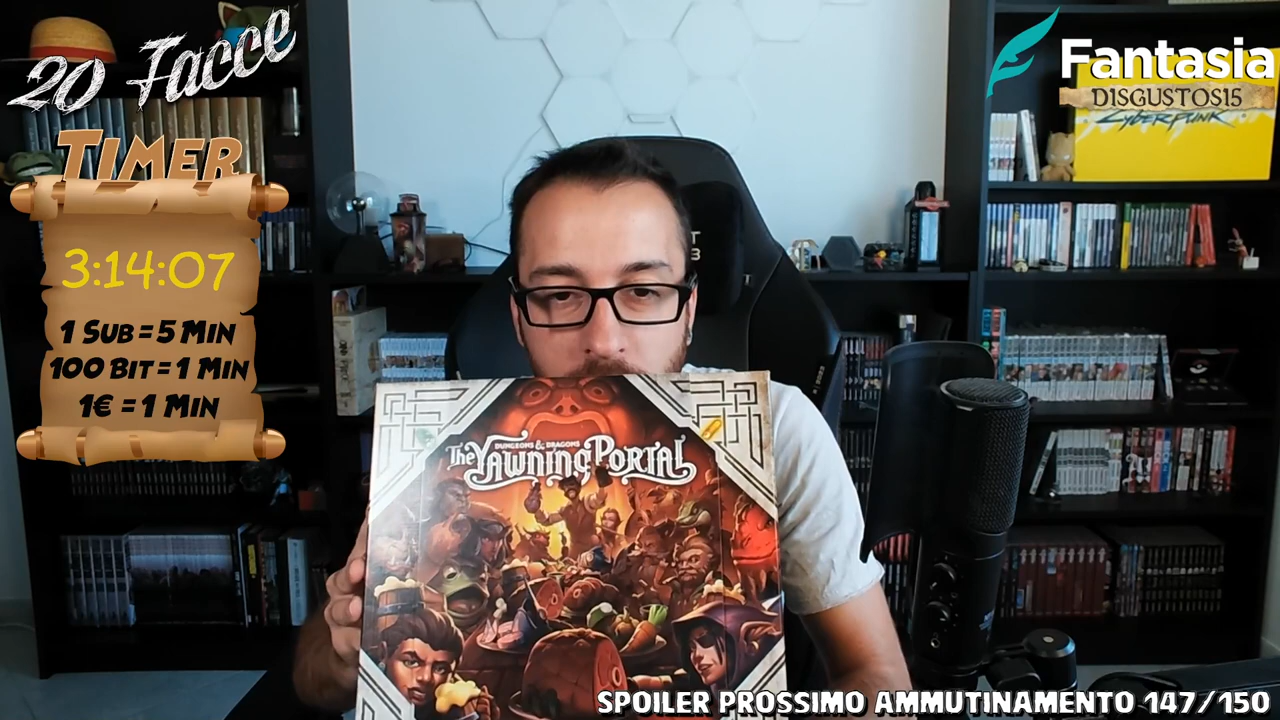 20 Facce
Timer
3:14:07
1 Sub = 5 Min
100 Bit = 1 Min
1€ = 1 Min
Fantasia
DISGUSTOSI5
Cyberpunk
DUNGEONS & DRAGONS
The Yawning Portal
SPOILER PROSSIMO AMMUTINAMENTO 147/150